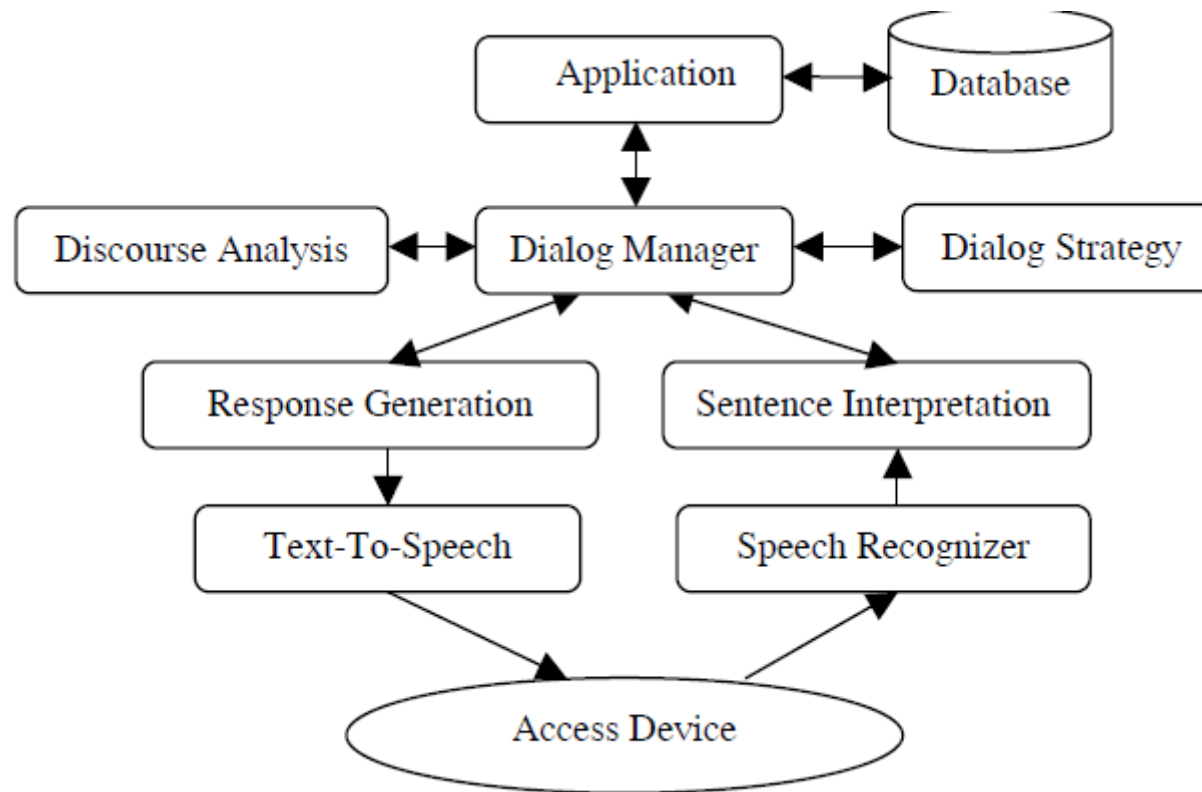 Application
Database
Discourse Analysis
Dialog Manager
Dialog Strategy
Response Generation
Sentence Interpretation
Text-To-Speech
Speech Recognizer
Access Device